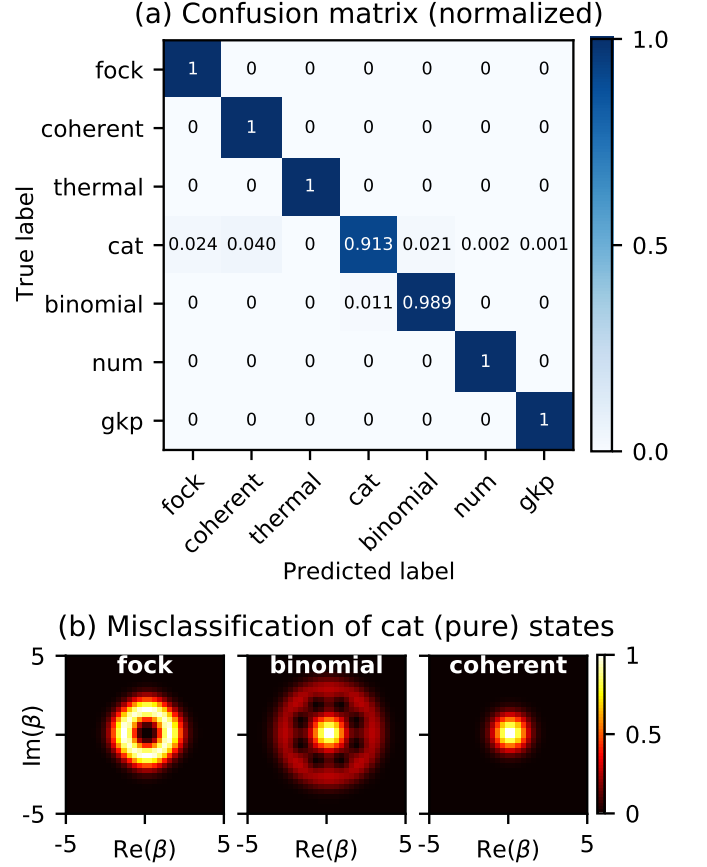 (a) Confusion matrix (normalized)
True label
fock 1 0 0 0 0 0 0
coherent 0 1 0 0 0 0 0
thermal 0 0 1 0 0 0 0
cat 0.024 0.040 0 0.913 0.021 0.002 0.001
binomial 0 0 0 0.011 0.989 0 0
num 0 0 0 0 0 1 0
gkp 0 0 0 0 0 0 1
fock coherent thermal cat binomial num gkp
Predicted label
1.0
0.5
0.0
(b) Misclassification of cat (pure) states
fock binomial coherent
5
Im(β)
-5
-5 Re(β) 5 -5 Re(β) 5 -5 Re(β) 5
1
0.5
0